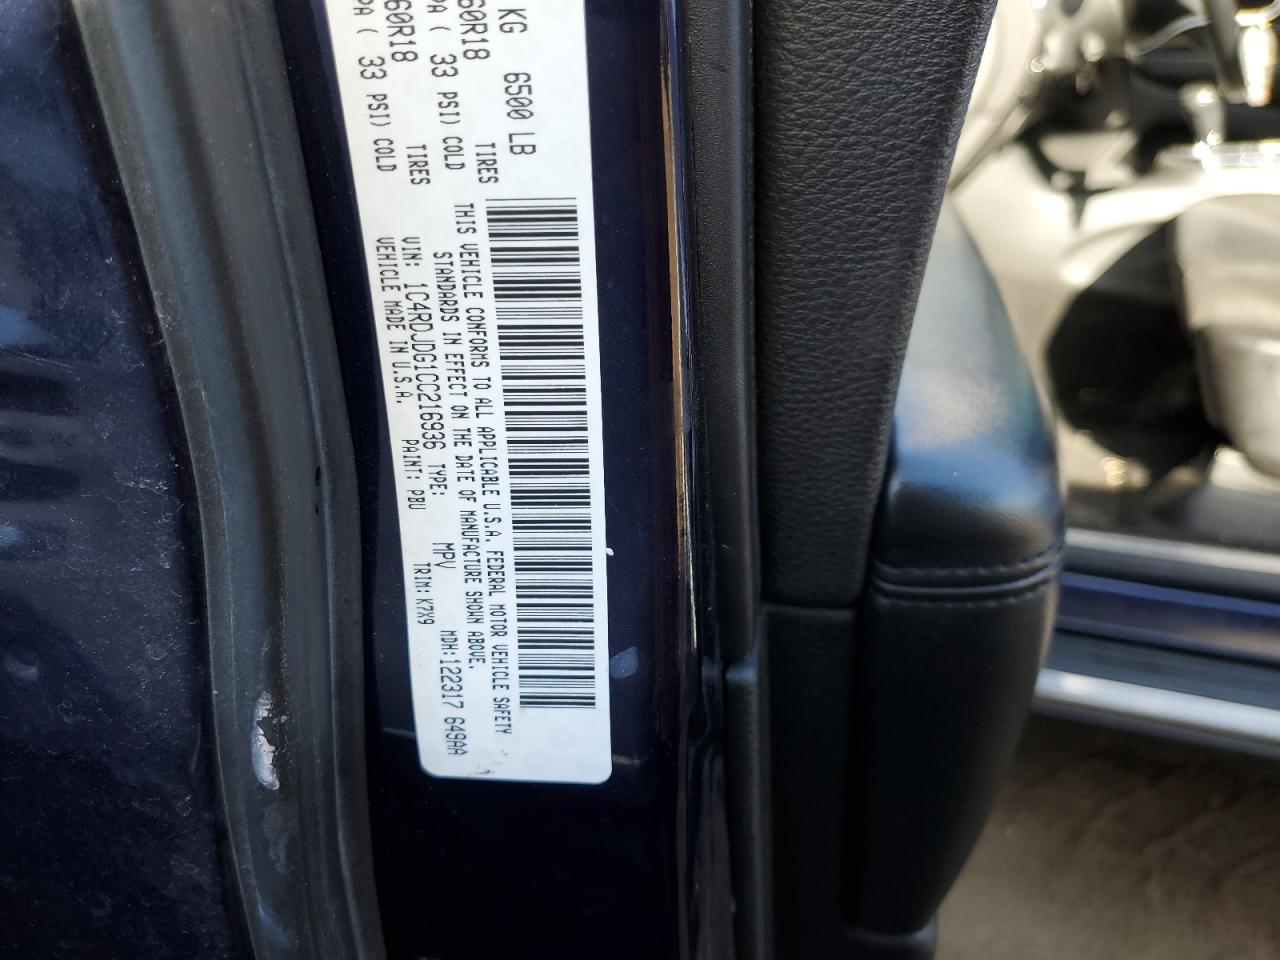 KG 6500 LB
60R18 TIRES
PA ( 33 PSI) COLD
60R18 TIRES
PA ( 33 PSI) COLD
THIS VEHICLE CONFORMS TO ALL APPLICABLE U.S.A. FEDERAL MOTOR VEHICLE SAFETY
STANDARDS IN EFFECT ON THE DATE OF MANUFACTURE SHOWN ABOVE.
VIN: 1C4RDJDG1CC216936 TYPE: MPV MDH:122317 649AA
VEHICLE MADE IN U.S.A. PAINT: PBU TRIM: K7X9